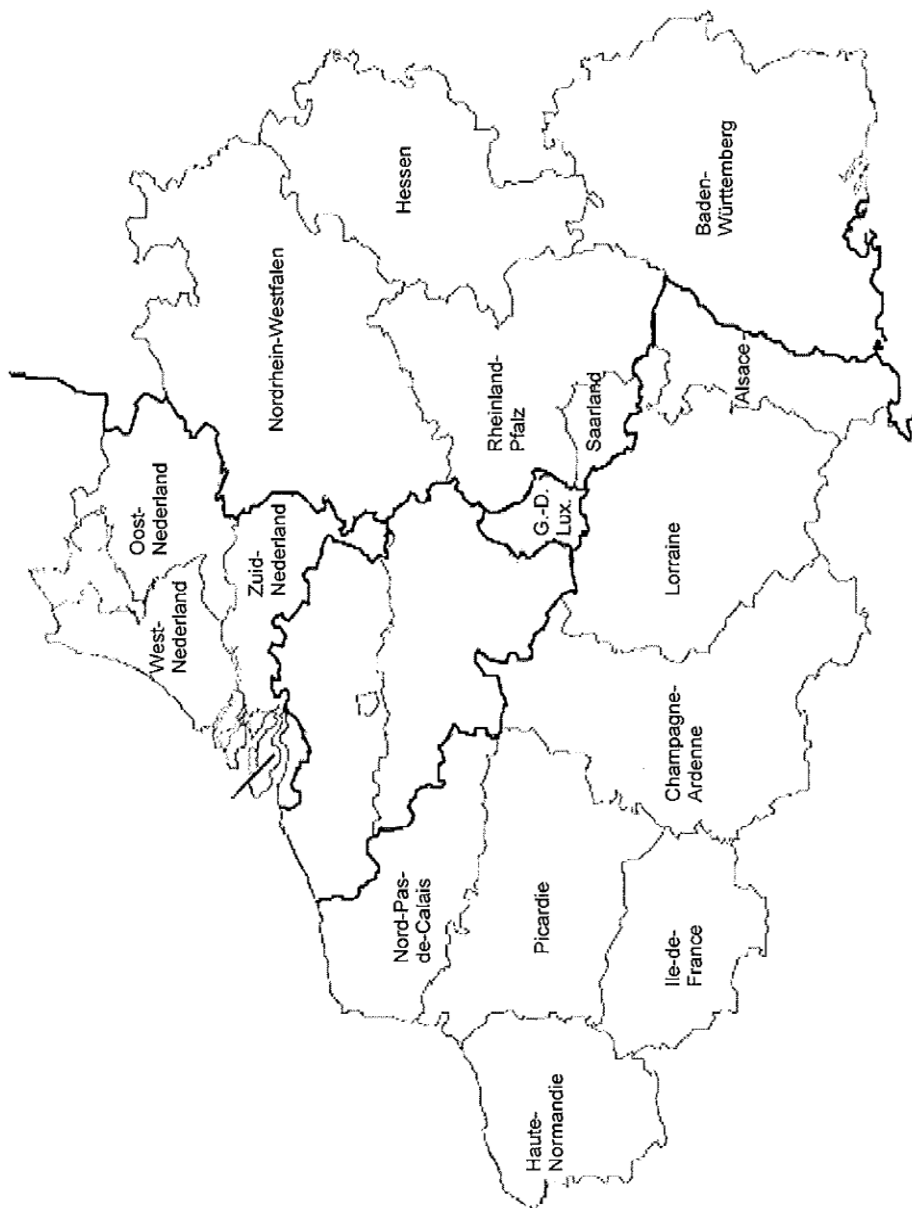 West-
Nederland
Oost-
Nederland
Zuid-
Nederland
Nordrhein-Westfalen
Hessen
Nord-Pas-
de-Calais
Rheinland-
Pfalz
G.-D.
Lux.
Saarland
Haute-
Normandie
Picardie
Ile-de-
France
Champagne-
Ardenne
Lorraine
Alsace
Baden-
Württemberg